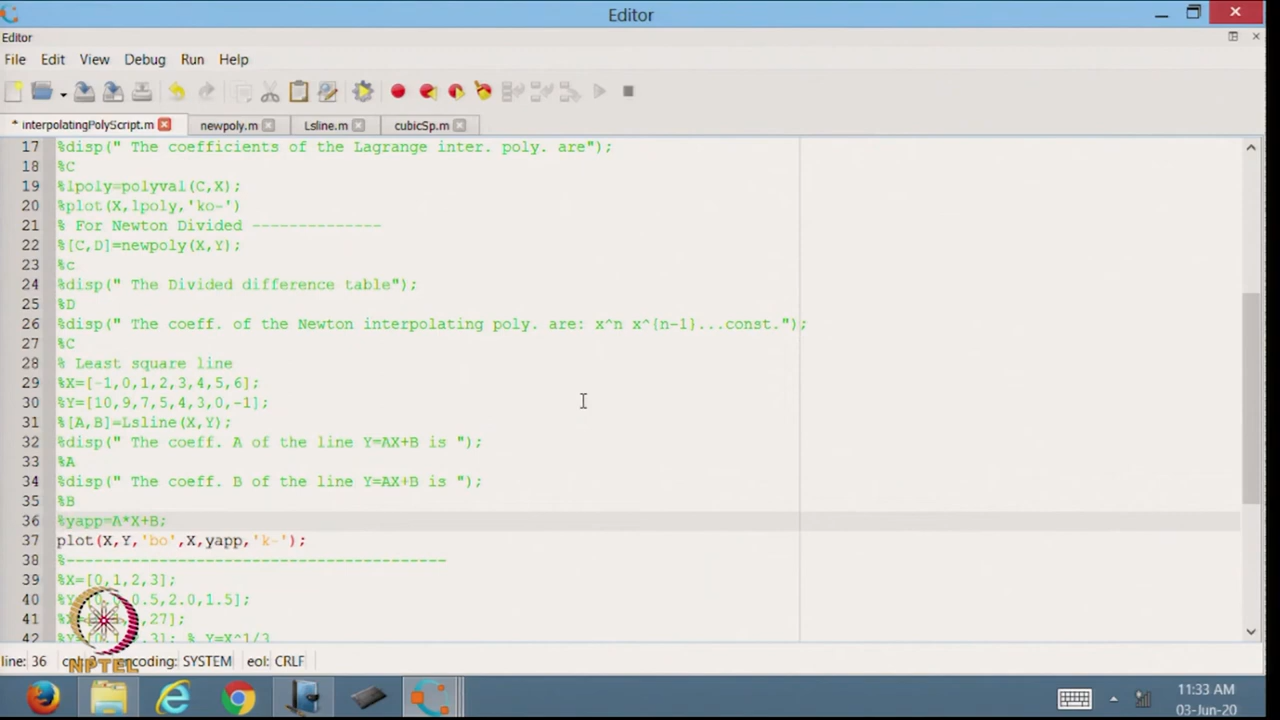 Editor
Editor
File Edit View Debug Run Help
* interpolatingPolyScript.m newpoly.m Lsline.m cubicSp.m
17 %disp(" The coefficients of the Lagrange inter. poly. are");
18 %C
19 %lpoly=polyval(C,X);
20 %plot(X,lpoly,'ko-')
21 % For Newton Divided --------------
22 %[C,D]=newpoly(X,Y);
23 %c
24 %disp(" The Divided difference table");
25 %D
26 %disp(" The coeff. of the Newton interpolating poly. are: x^n x^{n-1}...const.");
27 %C
28 % Least square line
29 %X=[-1,0,1,2,3,4,5,6];
30 %Y=[10,9,7,5,4,3,0,-1];
31 %[A,B]=Lsline(X,Y);
32 %disp(" The coeff. A of the line Y=AX+B is ");
33 %A
34 %disp(" The coeff. B of the line Y=AX+B is ");
35 %B
36 %yapp=A*X+B;
37 plot(X,Y,'bo',X,yapp,'k-');
38 %-----------------------------------------
39 %X=[0,1,2,3];
40 0.5,2.0,1.5];
41 ,27];
42 % Y=X^1/3
NPTEL
line: 36 encoding: SYSTEM eol: CRLF
11:33 AM
03-Jun-20